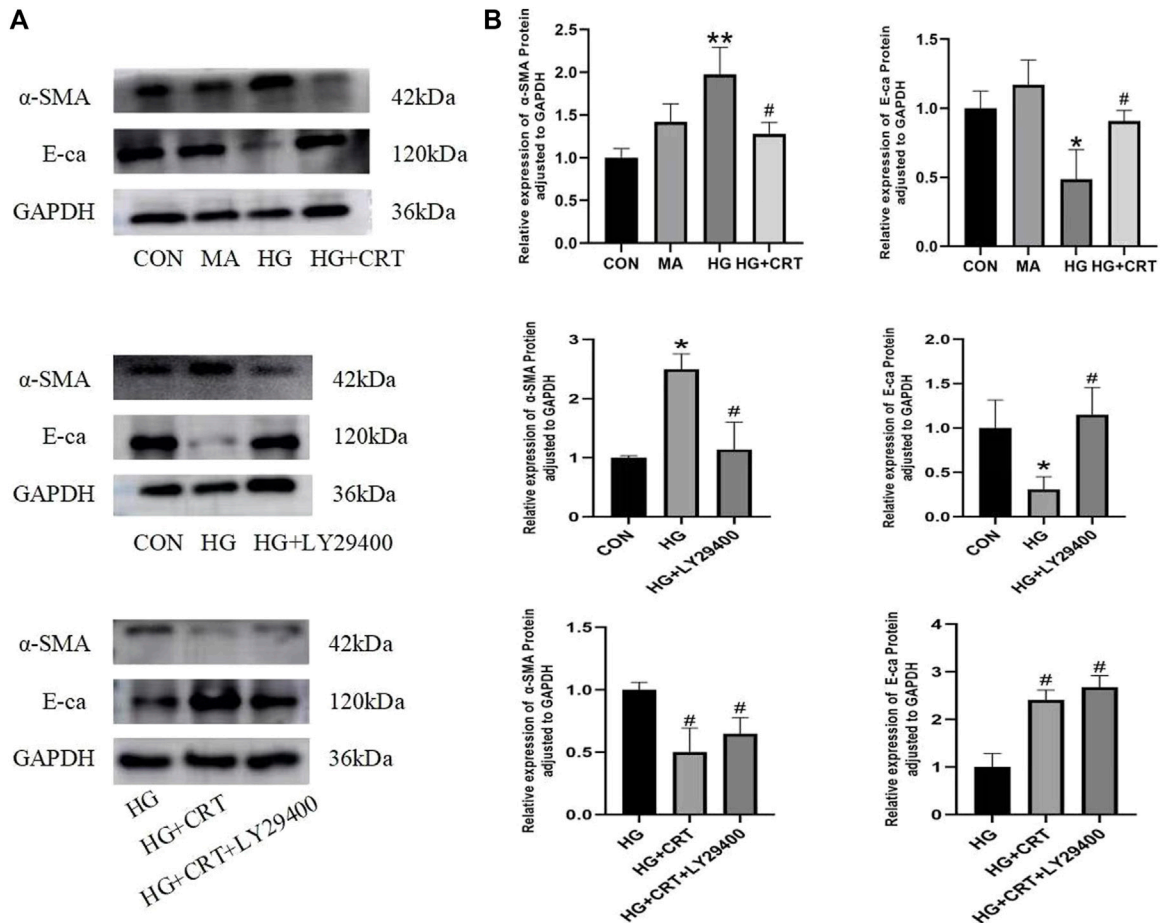 A
α-SMA 42kDa
E-ca 120kDa
GAPDH 36kDa
CON MA HG HG+CRT
α-SMA 42kDa
E-ca 120kDa
GAPDH 36kDa
CON HG HG+LY29400
α-SMA 42kDa
E-ca 120kDa
GAPDH 36kDa
HG
HG+CRT
HG+CRT+LY29400
B
Relative expression of α-SMA Protein
adjusted to GAPDH
2.5
2.0
1.5
1.0
0.5
0.0
**
#
CON MA HG HG+CRT
Relative expression of E-ca Protein
adjusted to GAPDH
1.5
1.0
0.5
0.0
*
#
CON MA HG HG+CRT
Relative expression of α-SMA Protien
adjusted to GAPDH
3
2
1
0
*
#
CON
HG
HG+LY29400
Relative expression of E-ca Protein
adjusted to GAPDH
2.0
1.5
1.0
0.5
0.0
*
#
CON
HG
HG+LY29400
Relative expression of α-SMA Protein
adjusted to GAPDH
1.5
1.0
0.5
0.0
#
#
HG
HG+CRT
HG+CRT+LY29400
Relative expression of E-ca Protein
adjusted to GAPDH
4
3
2
1
0
#
#
HG
HG+CRT
HG+CRT+LY29400